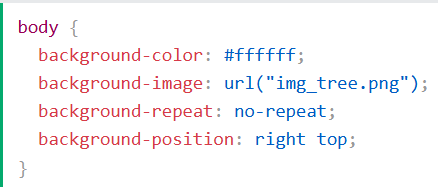 body {
  background-color: #ffffff;
  background-image: url("img_tree.png");
  background-repeat: no-repeat;
  background-position: right top;
}